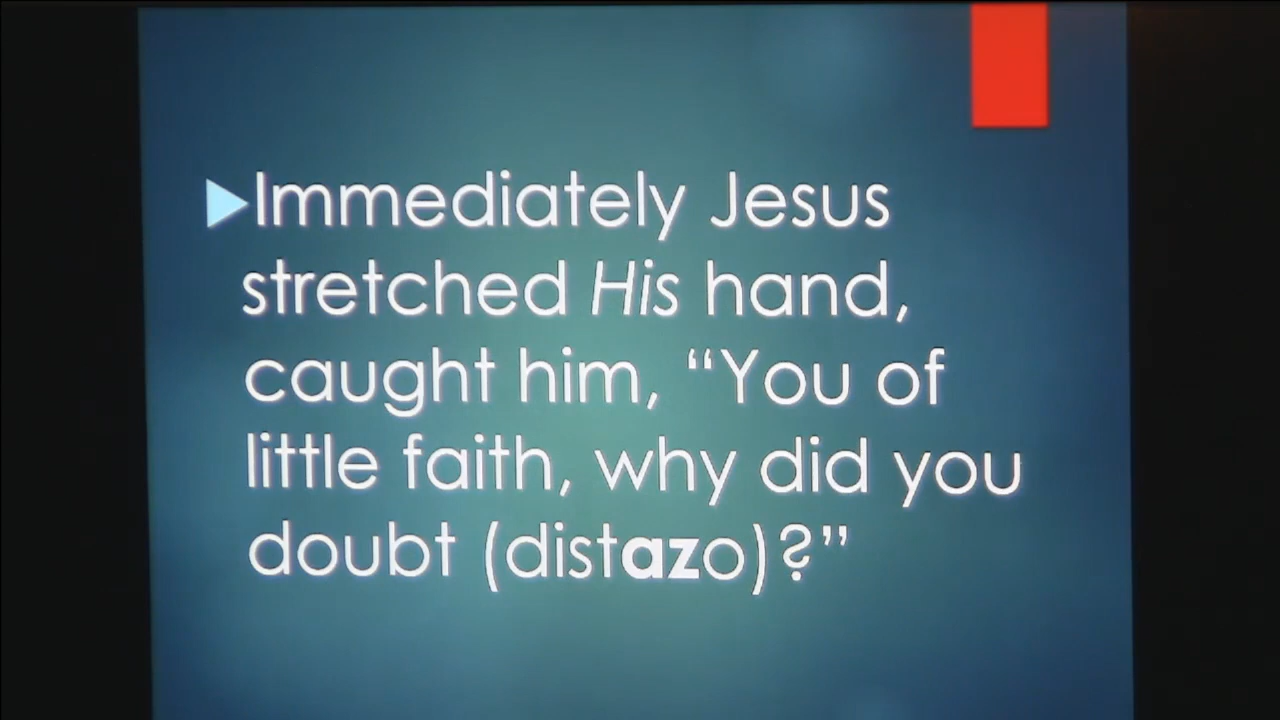 Immediately Jesus
stretched His hand,
caught him, “You of
little faith, why did you
doubt (distazo)?”